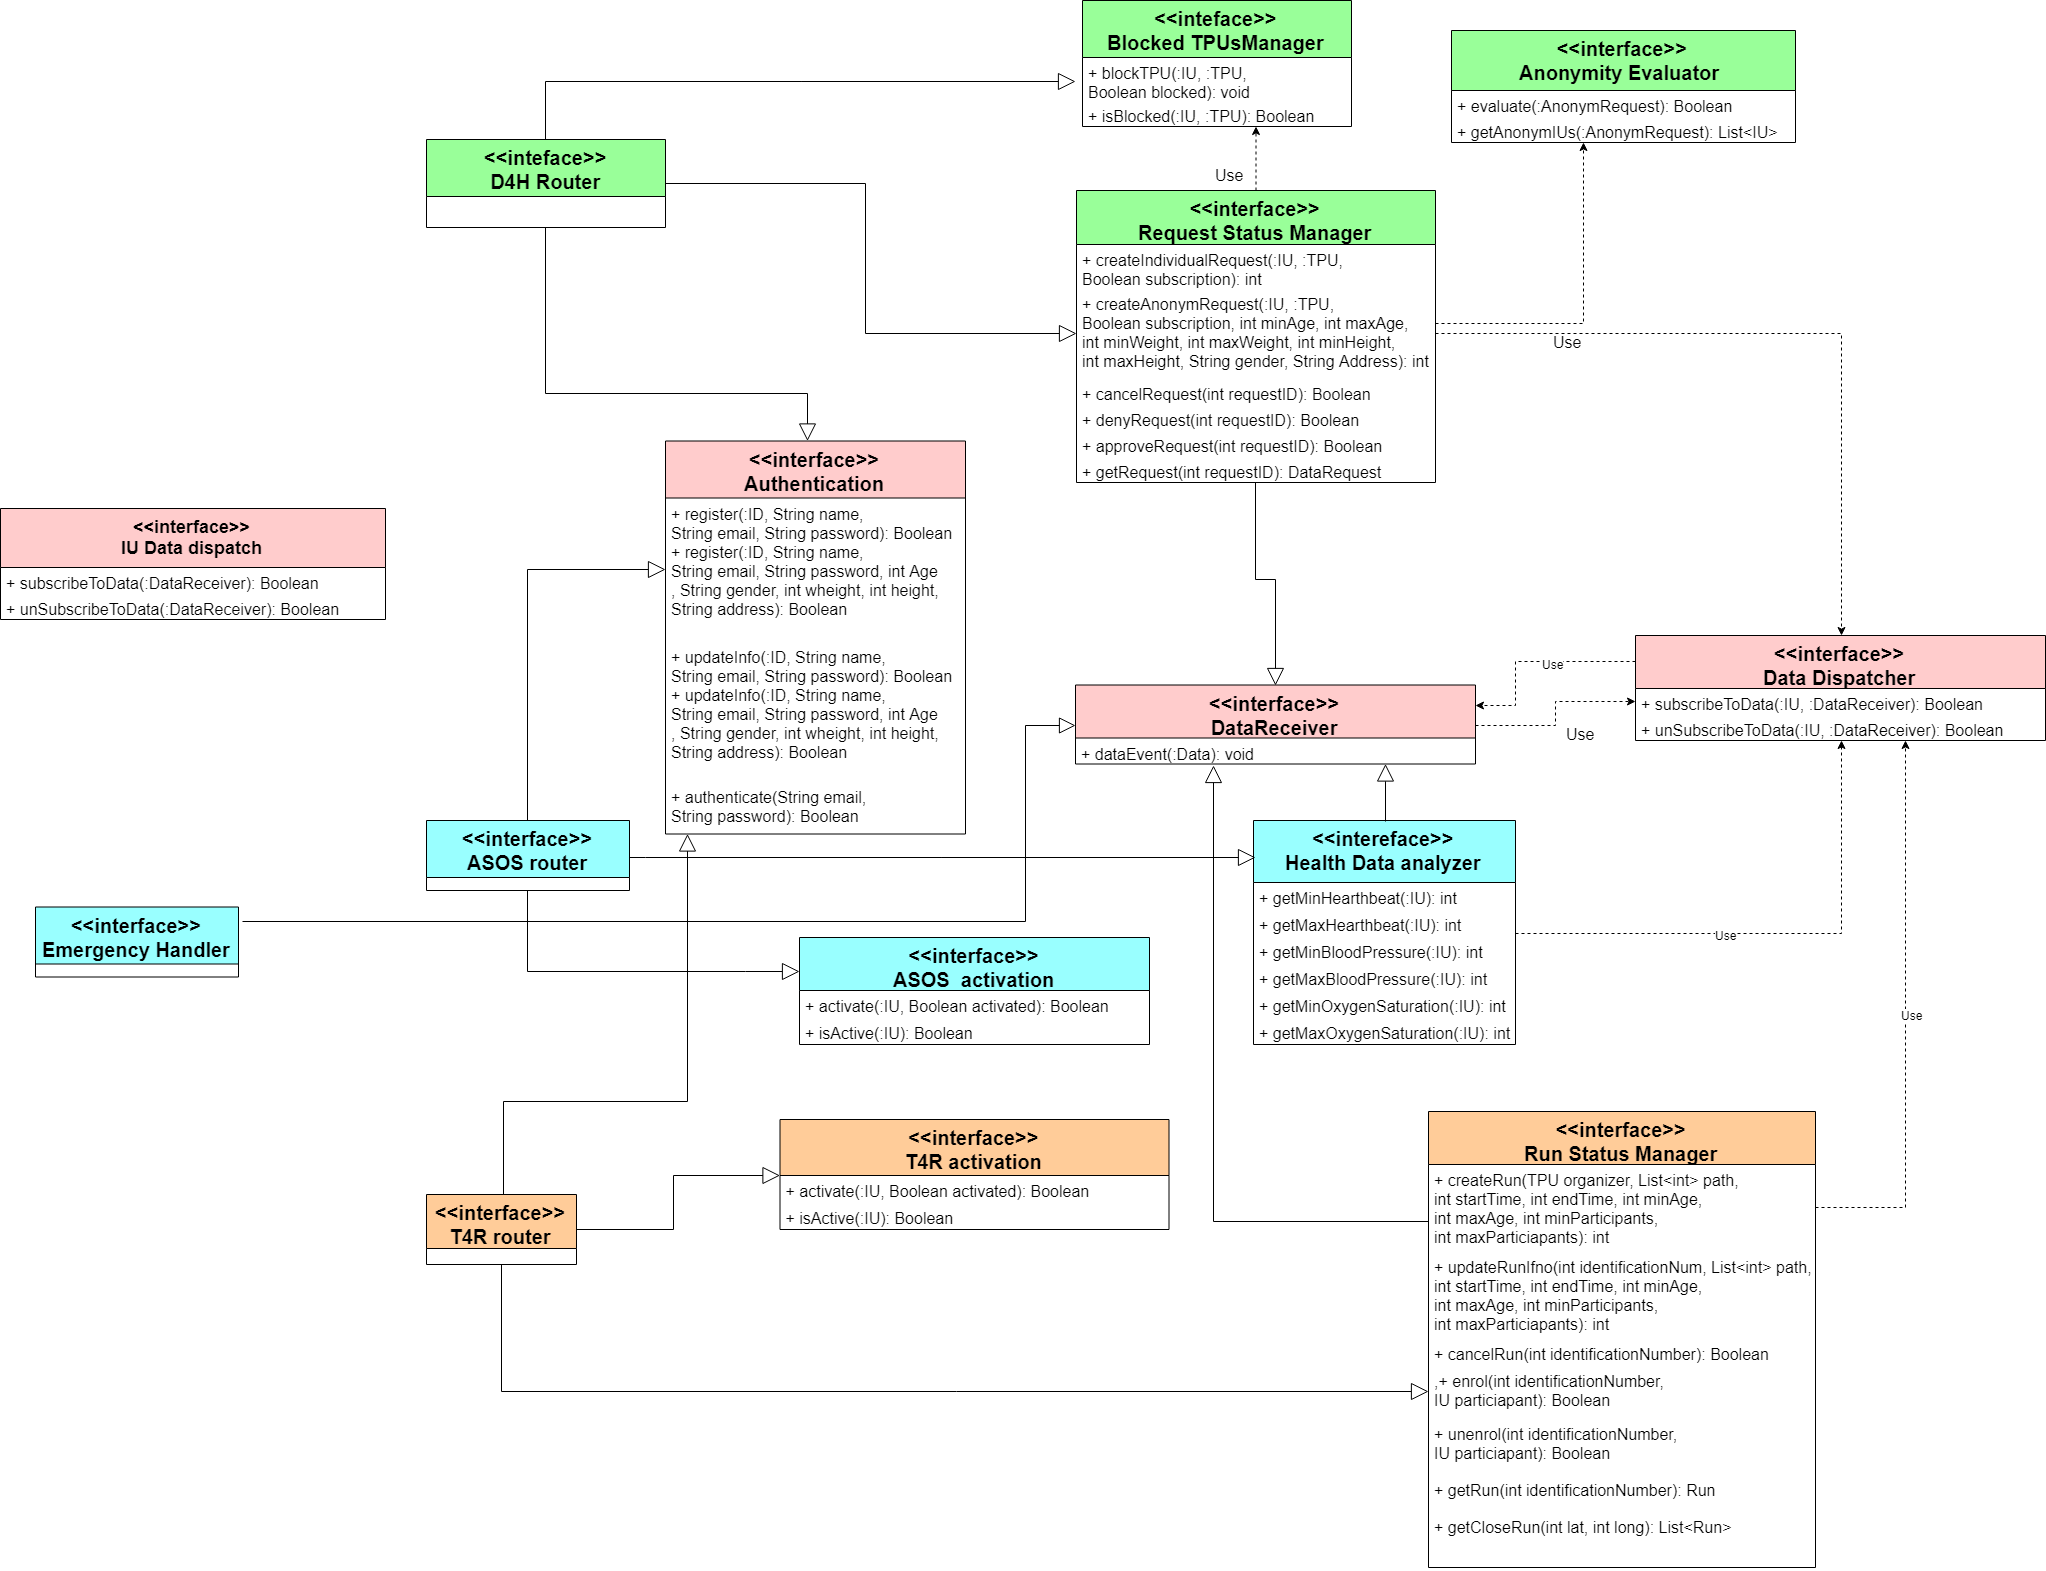 <<inteface>>
Blocked TPUsManager
+ blockTPU(:IU, :TPU,
Boolean blocked): void
+ isBlocked(:IU, :TPU): Boolean
<<interface>>
Anonymity Evaluator
+ evaluate(:AnonymRequest): Boolean
+ getAnonymIUs(:AnonymRequest): List<IU>
<<inteface>>
D4H Router
Use
<<interface>>
Request Status Manager
+ createIndividualRequest(:IU, :TPU,
Boolean subscription): int
+ createAnonymRequest(:IU, :TPU,
Boolean subscription, int minAge, int maxAge,
int minWeight, int maxWeight, int minHeight,
int maxHeight, String gender, String Address): int
+ cancelRequest(int requestID): Boolean
+ denyRequest(int requestID): Boolean
+ approveRequest(int requestID): Boolean
+ getRequest(int requestID): DataRequest
Use
<<interface>>
Authentication
+ register(:ID, String name,
String email, String password): Boolean
+ register(:ID, String name,
String email, String password, int Age
, String gender, int wheight, int height,
String address): Boolean
+ updateInfo(:ID, String name,
String email, String password): Boolean
+ updateInfo(:ID, String name,
String email, String password, int Age
, String gender, int wheight, int height,
String address): Boolean
+ authenticate(String email,
String password): Boolean
<<interface>>
IU Data dispatch
+ subscribeToData(:DataReceiver): Boolean
+ unSubscribeToData(:DataReceiver): Boolean
<<interface>>
Data Dispatcher
+ subscribeToData(:IU, :DataReceiver): Boolean
+ unSubscribeToData(:IU, :DataReceiver): Boolean
Use
Use
<<interface>>
DataReceiver
+ dataEvent(:Data): void
<<interface>>
ASOS router
<<intereface>>
Health Data analyzer
+ getMinHearthbeat(:IU): int
+ getMaxHearthbeat(:IU): int
+ getMinBloodPressure(:IU): int
+ getMaxBloodPressure(:IU): int
+ getMinOxygenSaturation(:IU): int
+ getMaxOxygenSaturation(:IU): int
Use
Use
<<interface>>
Emergency Handler
<<interface>>
ASOS  activation
+ activate(:IU, Boolean activated): Boolean
+ isActive(:IU): Boolean
<<interface>>
T4R activation
+ activate(:IU, Boolean activated): Boolean
+ isActive(:IU): Boolean
<<interface>>
T4R router
<<interface>>
Run Status Manager
+ createRun(TPU organizer, List<int> path,
int startTime, int endTime, int minAge,
int maxAge, int minParticipants,
int maxParticiapants): int
+ updateRunIfno(int identificationNum, List<int> path,
int startTime, int endTime, int minAge,
int maxAge, int minParticipants,
int maxParticiapants): int
+ cancelRun(int identificationNumber): Boolean
,+ enrol(int identificationNumber,
IU particiapant): Boolean
+ unenrol(int identificationNumber,
IU particiapant): Boolean
+ getRun(int identificationNumber): Run
+ getCloseRun(int lat, int long): List<Run>